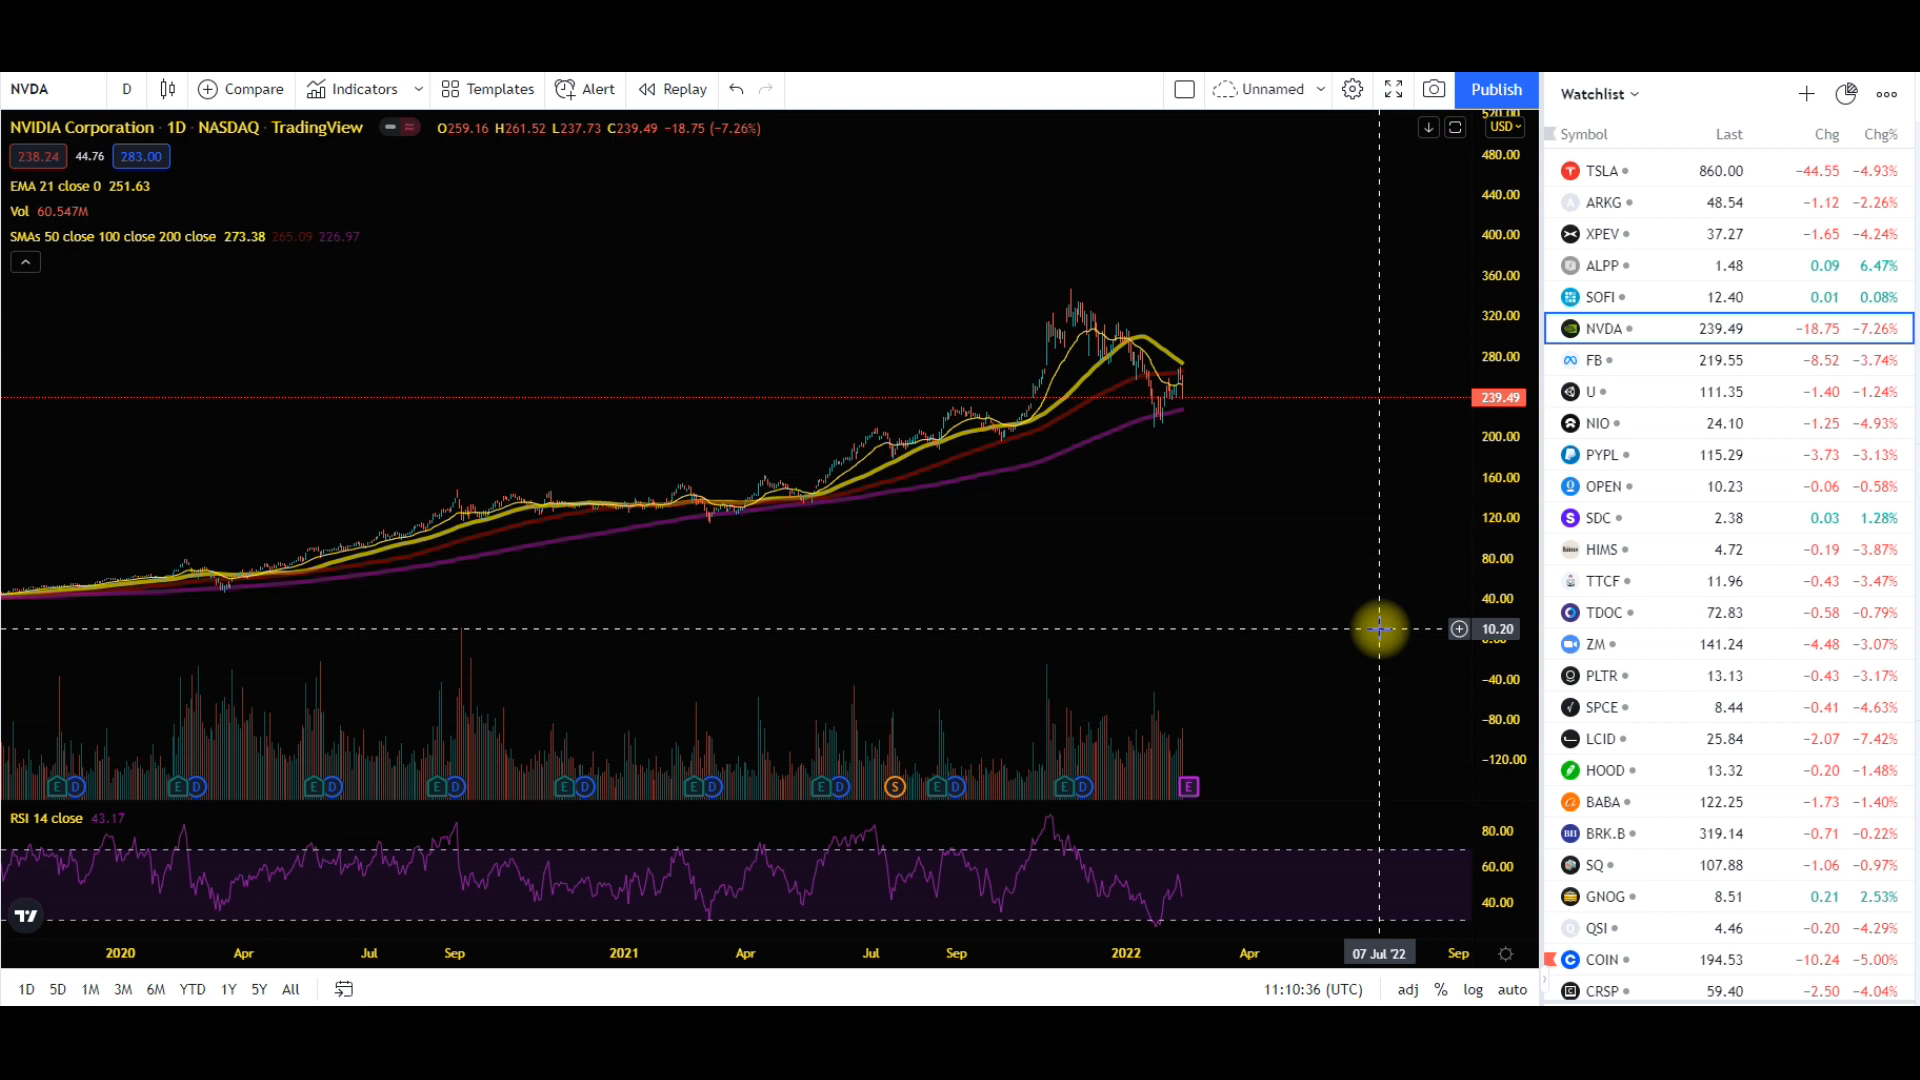 NVDA D Compare Indicators Templates Alert Replay Unnamed Publish
NVIDIA Corporation · 1D · NASDAQ · TradingView O259.16 H261.52 L237.73 C239.49 −18.75 (−7.26%)
238.24 44.76 283.00
EMA 21 close 0 251.63
Vol 60.547M
SMAs 50 close 100 close 200 close 273.38 265.09 226.97
520.00
USD
480.00
440.00
400.00
360.00
320.00
280.00
239.49
200.00
160.00
120.00
80.00
40.00
10.20
0.00
−40.00
−80.00
−120.00
E D E D E D E D E D E D E D S E D E D E
RSI 14 close 43.17
80.00
60.00
40.00
2020 Apr Jul Sep 2021 Apr Jul Sep 2022 Apr 07 Jul '22 Sep
1D 5D 1M 3M 6M YTD 1Y 5Y All 11:10:36 (UTC) adj % log auto
Watchlist
Symbol Last Chg Chg%
TSLA 860.00 −44.55 −4.93%
ARKG 48.54 −1.12 −2.26%
XPEV 37.27 −1.65 −4.24%
ALPP 1.48 0.09 6.47%
SOFI 12.40 0.01 0.08%
NVDA 239.49 −18.75 −7.26%
FB 219.55 −8.52 −3.74%
U 111.35 −1.40 −1.24%
NIO 24.10 −1.25 −4.93%
PYPL 115.29 −3.73 −3.13%
OPEN 10.23 −0.06 −0.58%
SDC 2.38 0.03 1.28%
HIMS 4.72 −0.19 −3.87%
TTCF 11.96 −0.43 −3.47%
TDOC 72.83 −0.58 −0.79%
ZM 141.24 −4.48 −3.07%
PLTR 13.13 −0.43 −3.17%
SPCE 8.44 −0.41 −4.63%
LCID 25.84 −2.07 −7.42%
HOOD 13.32 −0.20 −1.48%
BABA 122.25 −1.73 −1.40%
BRK.B 319.14 −0.71 −0.22%
SQ 107.88 −1.06 −0.97%
GNOG 8.51 0.21 2.53%
QSI 4.46 −0.20 −4.29%
COIN 194.53 −10.24 −5.00%
CRSP 59.40 −2.50 −4.04%